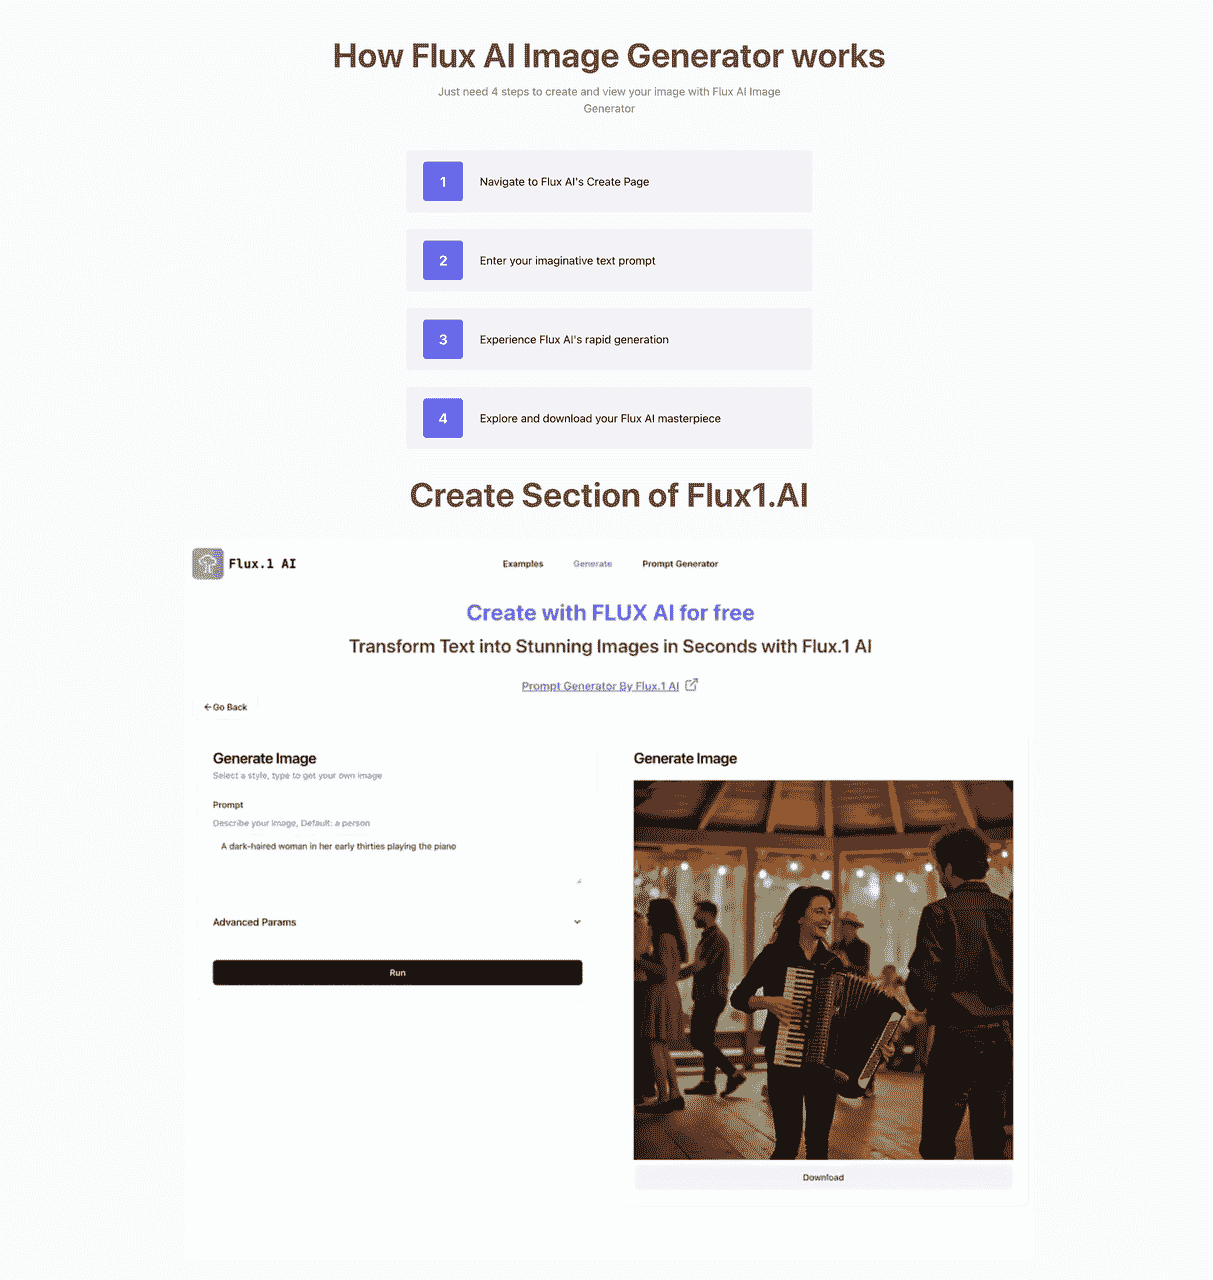 How Flux AI Image Generator works
Just need 4 steps to create and view your image with Flux AI Image
Generator
1
Navigate to Flux AI's Create Page
2
Enter your imaginative text prompt
3
Experience Flux AI's rapid generation
4
Explore and download your Flux AI masterpiece
Create Section of Flux1.AI
Flux.1 AI
Examples
Generate
Prompt Generator
Create with FLUX AI for free
Transform Text into Stunning Images in Seconds with Flux.1 AI
Prompt Generator By Flux.1 AI
Go Back
Generate Image
Select a style, type to get your own image
Prompt
Describe your image, Default: a person
A dark-haired woman in her early thirties playing the piano
Advanced Params
Run
Generate Image
Download